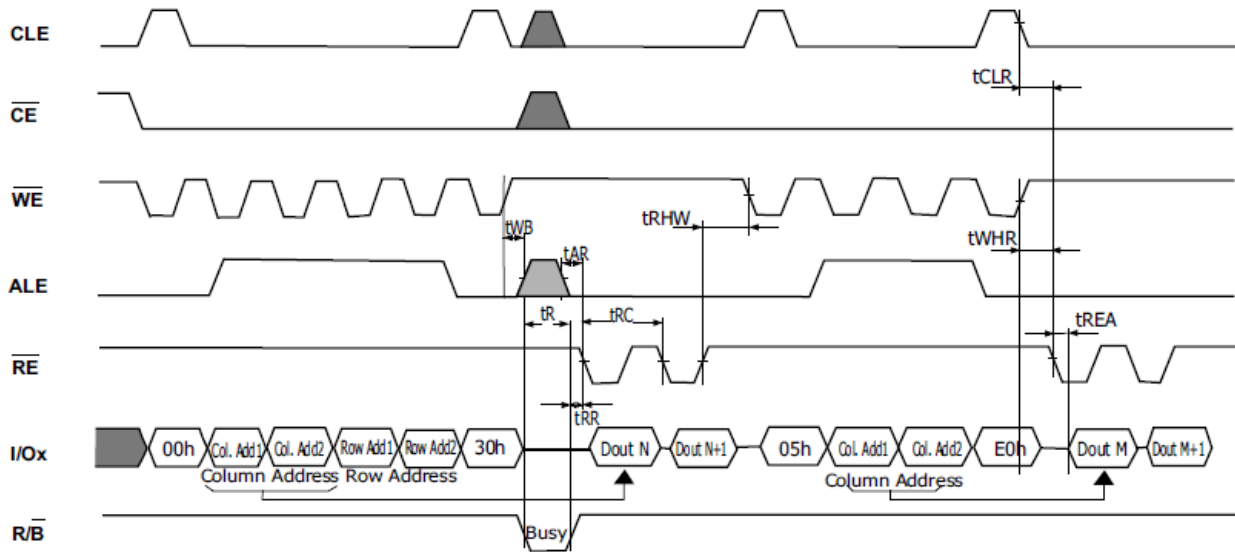 CLE
tCLR
CE
WE
tWB
tRHW
tWHR
tAR
ALE
tR
tRC
tREA
RE
tRR
I/Ox
00h Col. Add1 Col. Add2 Row Add1 Row Add2 30h Dout N Dout N+1 05h Col. Add1 Col. Add2 E0h Dout M Dout M+1
Column Address Row Address Column Address
R/B Busy